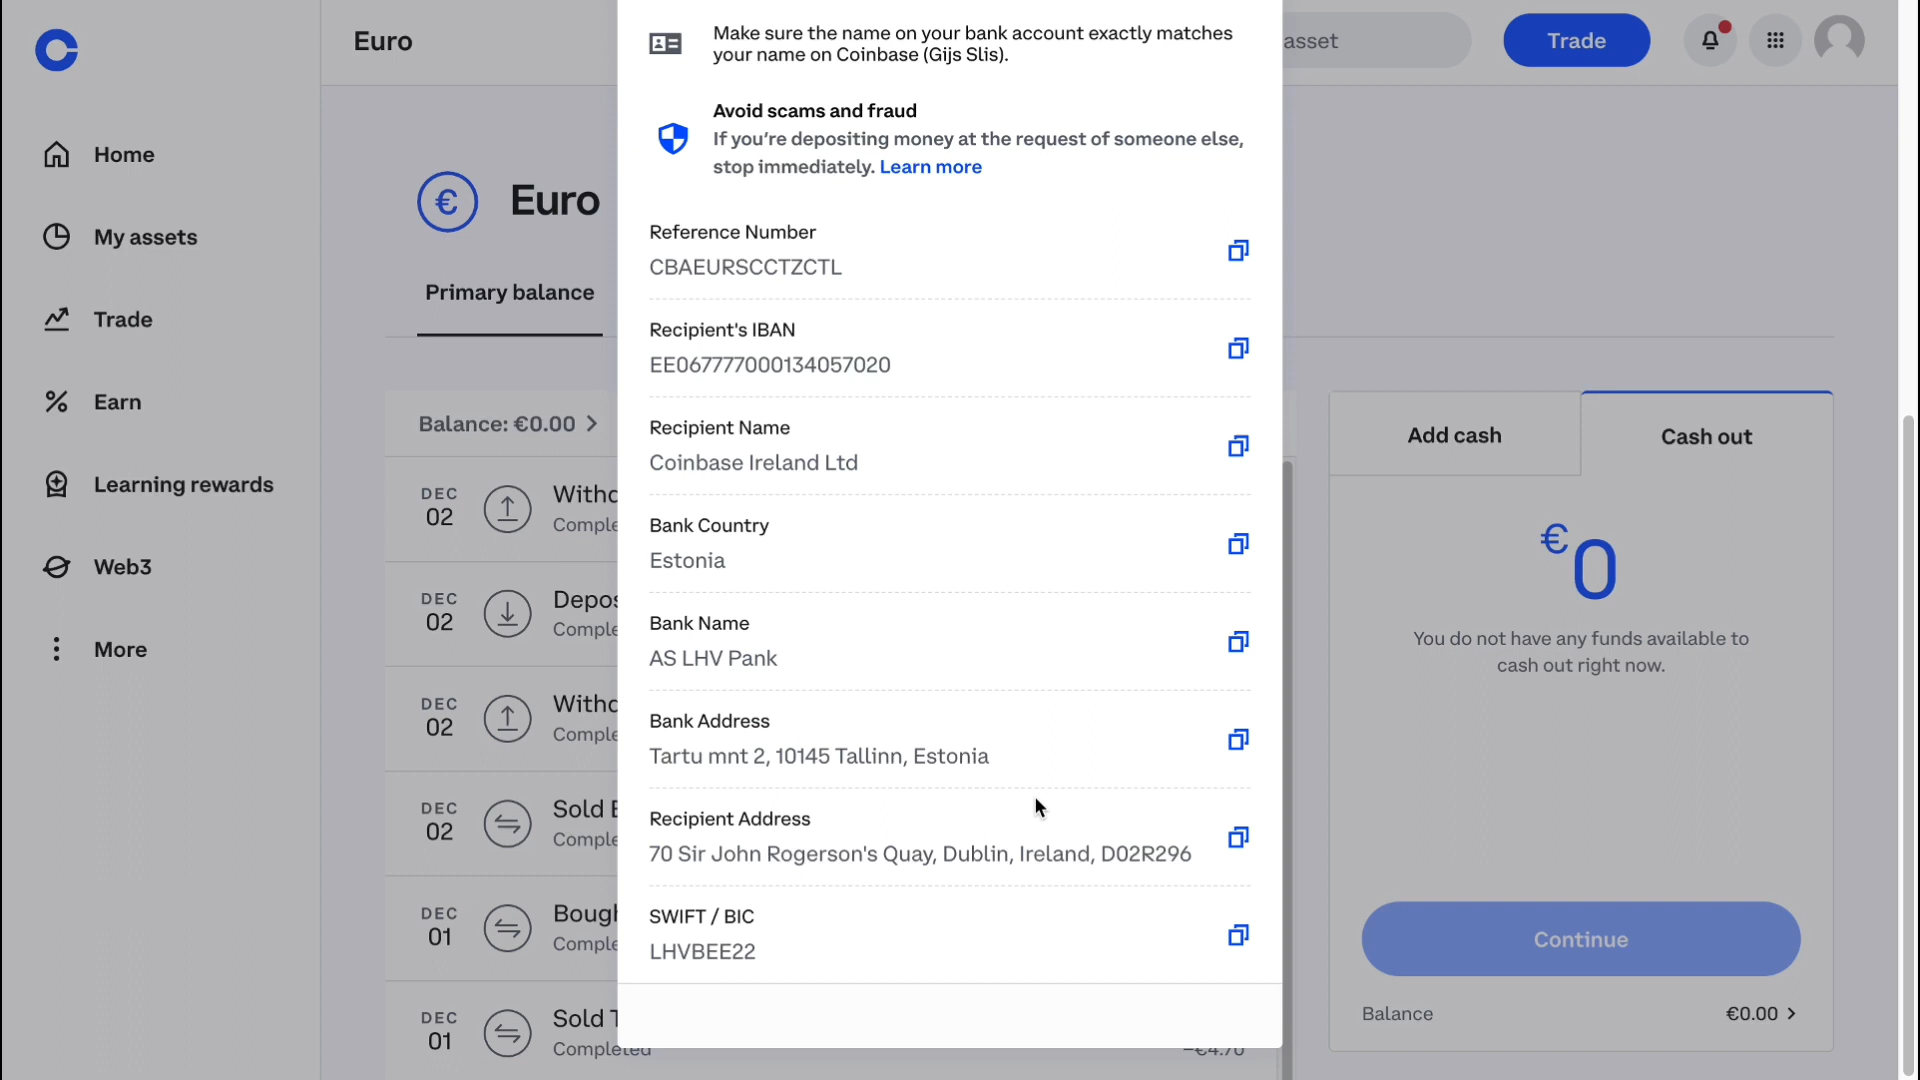 Euro
asset
Trade
Home
My assets
Trade
Earn
Learning rewards
Web3
More
€
Euro
Primary balance
Balance: €0.00
DEC
02
Comple
DEC
02
Comple
DEC
02
Comple
DEC
02
Sold
Comple
DEC
01
Comple
DEC
01
Sold
Completed
Make sure the name on your bank account exactly matches
your name on Coinbase (Gijs Slis).
Avoid scams and fraud
If you’re depositing money at the request of someone else,
stop immediately. Learn more
Reference Number
CBAEURSCCTZCTL
Recipient's IBAN
EE067777000134057020
Recipient Name
Coinbase Ireland Ltd
Bank Country
Estonia
Bank Name
AS LHV Pank
Bank Address
Tartu mnt 2, 10145 Tallinn, Estonia
Recipient Address
70 Sir John Rogerson's Quay, Dublin, Ireland, D02R296
SWIFT / BIC
LHVBEE22
−€4.70
Add cash
Cash out
€0
You do not have any funds available to
cash out right now.
Continue
Balance €0.00